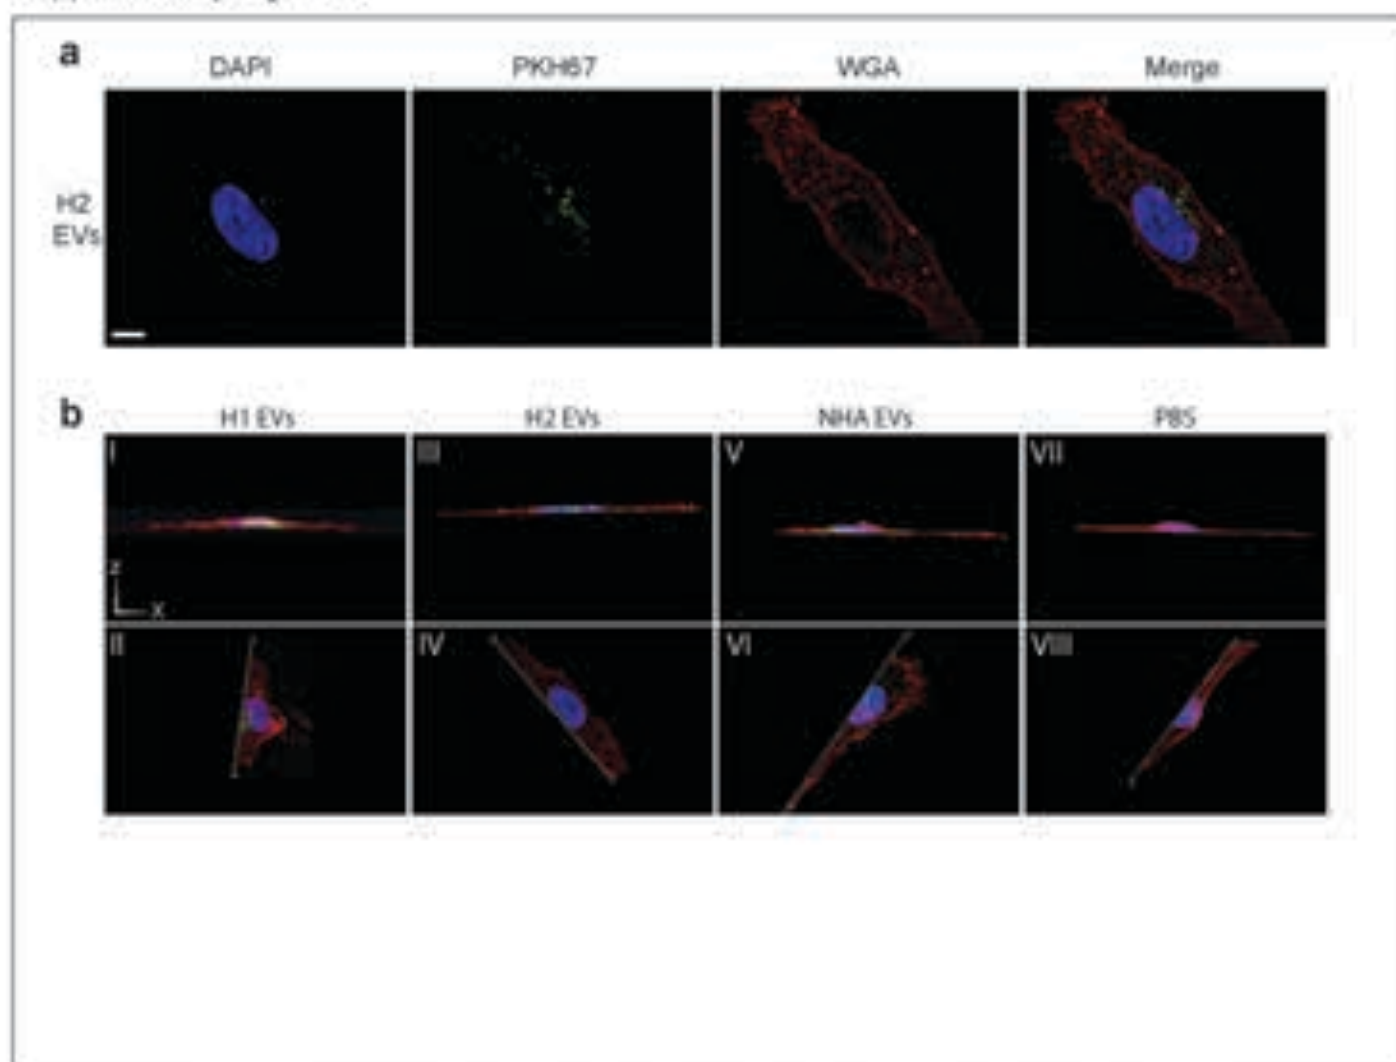 a
DAPI PKH67 WGA Merge
H2
EVs
b
H1 EVs H2 EVs NHA EVs PBS
I III V VII
z
x
II IV VI VIII